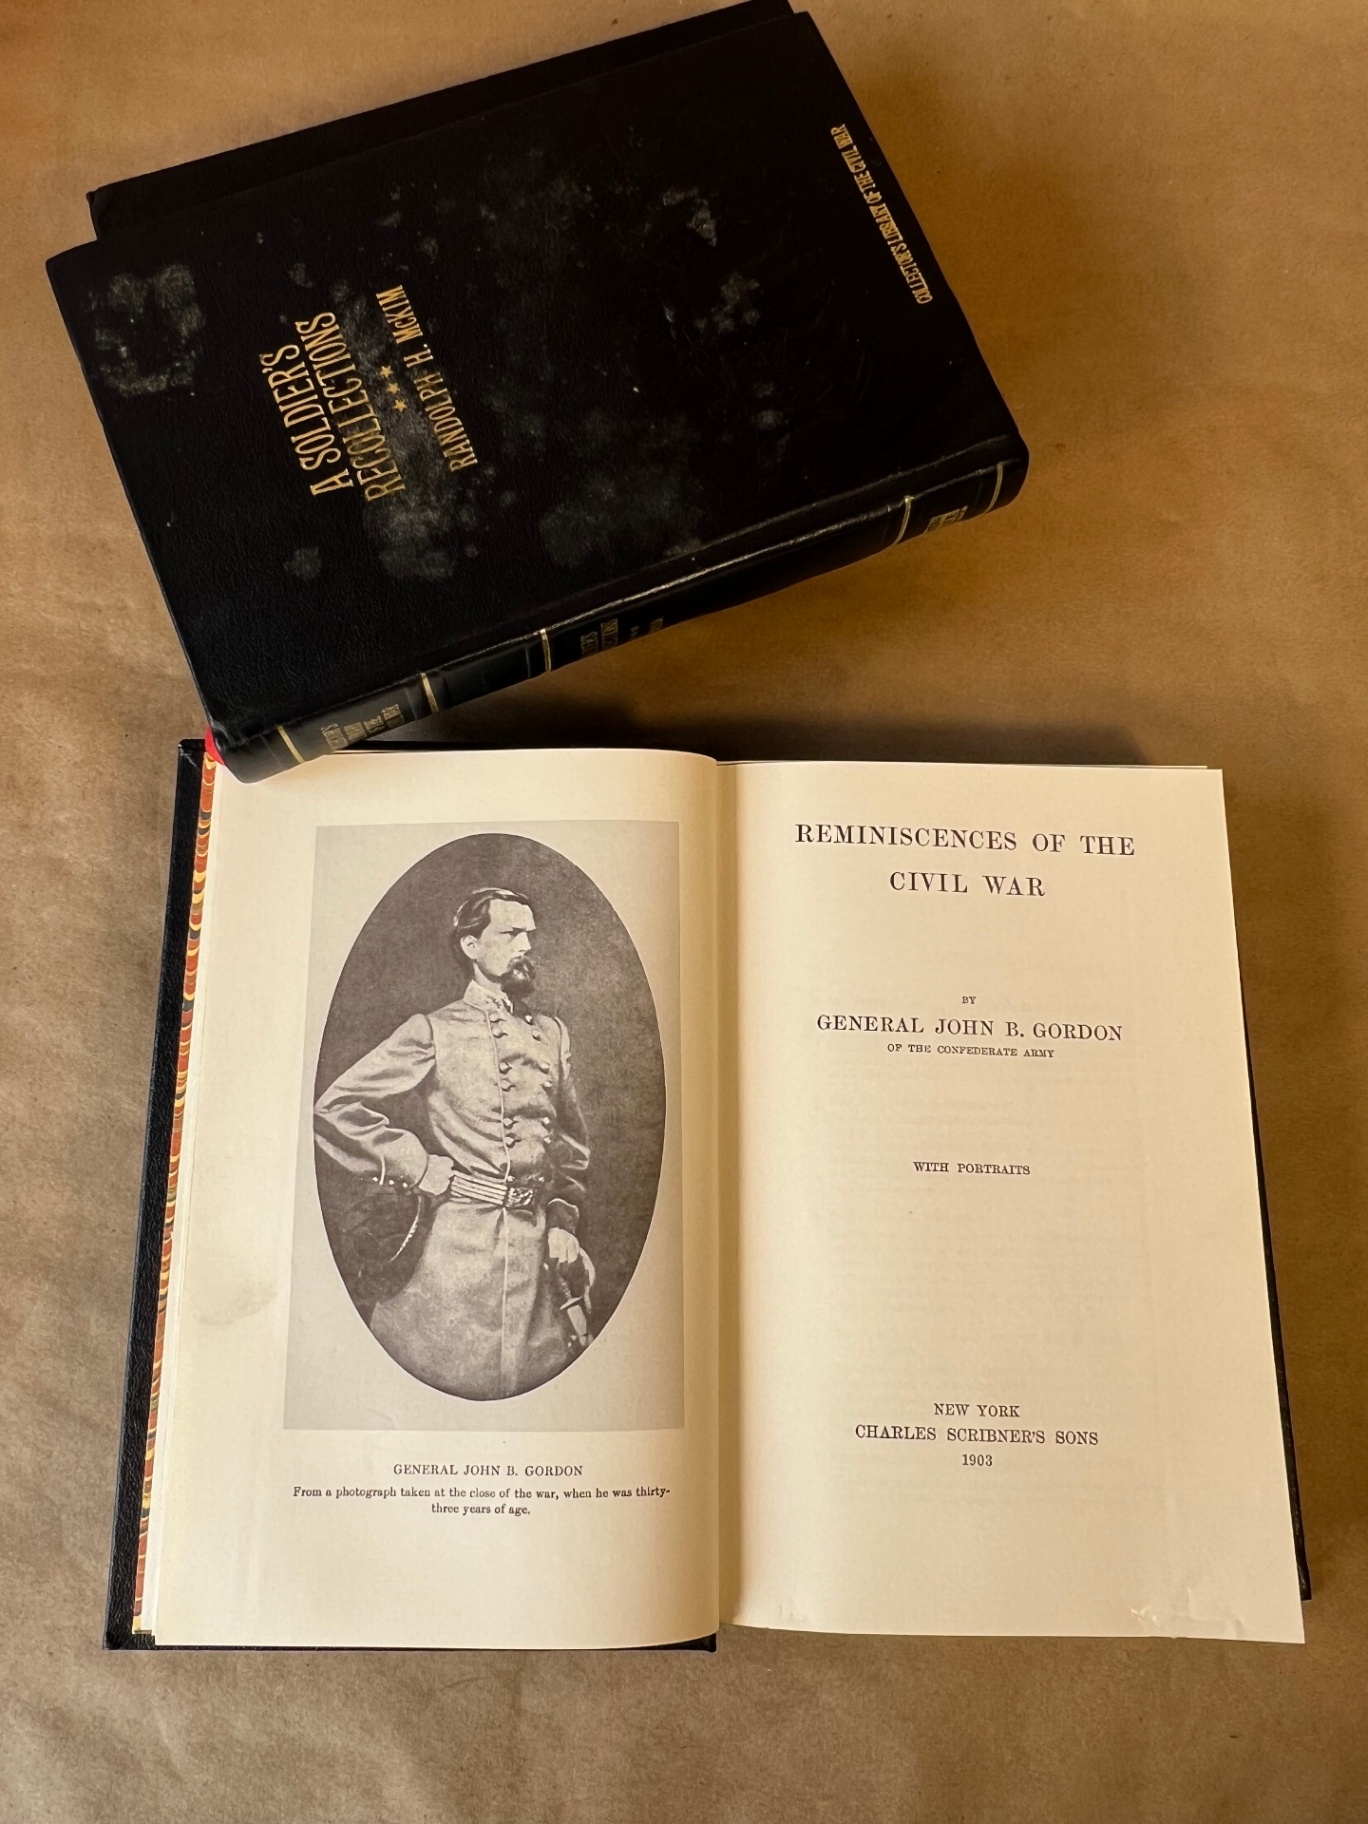 A SOLDIER'S
RECOLLECTIONS
RANDOLPH H. MCKIM
COLLECTOR'S LIBRARY OF THE CIVIL WAR
GENERAL JOHN B. GORDON
From a photograph taken at the close of the war, when he was thirty-
three years of age.
REMINISCENCES OF THE
CIVIL WAR
BY
GENERAL JOHN B. GORDON
OF THE CONFEDERATE ARMY
WITH PORTRAITS
NEW YORK
CHARLES SCRIBNER'S SONS
1903